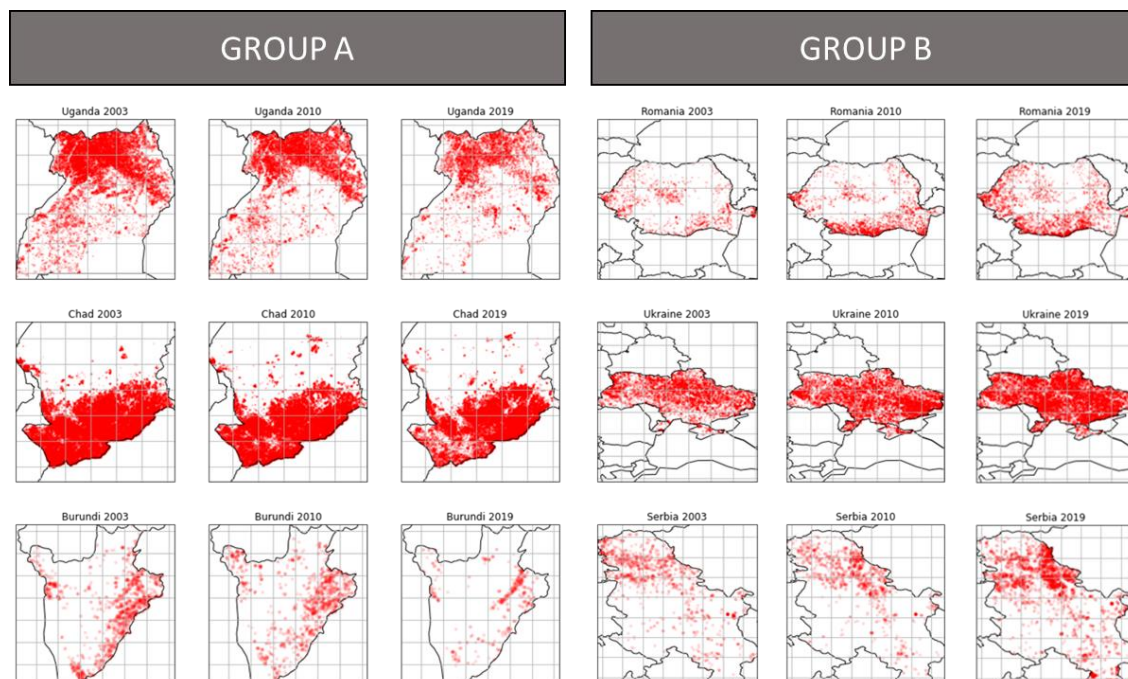 GROUP A
GROUP B
Uganda 2003
Uganda 2010
Uganda 2019
Romania 2003
Romania 2010
Romania 2019
Chad 2003
Chad 2010
Chad 2019
Ukraine 2003
Ukraine 2010
Ukraine 2019
Burundi 2003
Burundi 2010
Burundi 2019
Serbia 2003
Serbia 2010
Serbia 2019